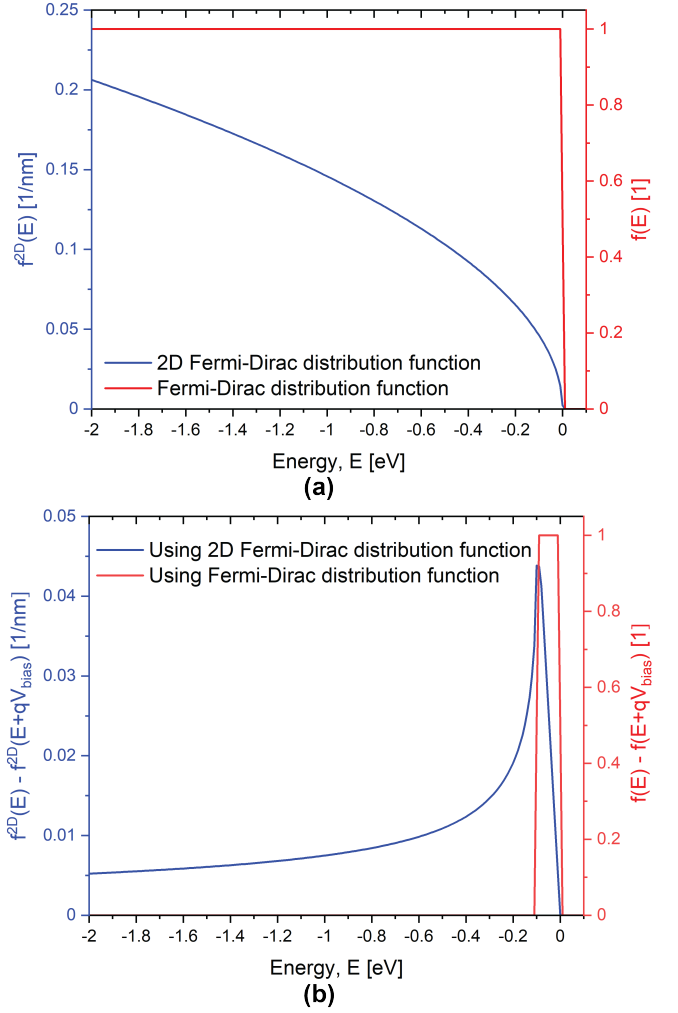 0.25
0.2
0.15
0.1
0.05
0
f²ᴰ(E) [1/nm]
1
0.8
0.6
0.4
0.2
0
f(E) [1]
2D Fermi-Dirac distribution function
Fermi-Dirac distribution function
-2 -1.8 -1.6 -1.4 -1.2 -1 -0.8 -0.6 -0.4 -0.2 0
Energy, E [eV]
(a)
0.05
0.04
0.03
0.02
0.01
0
f²ᴰ(E) - f²ᴰ(E+qV_bias) [1/nm]
1
0.8
0.6
0.4
0.2
0
f(E) - f(E+qV_bias) [1]
Using 2D Fermi-Dirac distribution function
Using Fermi-Dirac distribution function
-2 -1.8 -1.6 -1.4 -1.2 -1 -0.8 -0.6 -0.4 -0.2 0
Energy, E [eV]
(b)